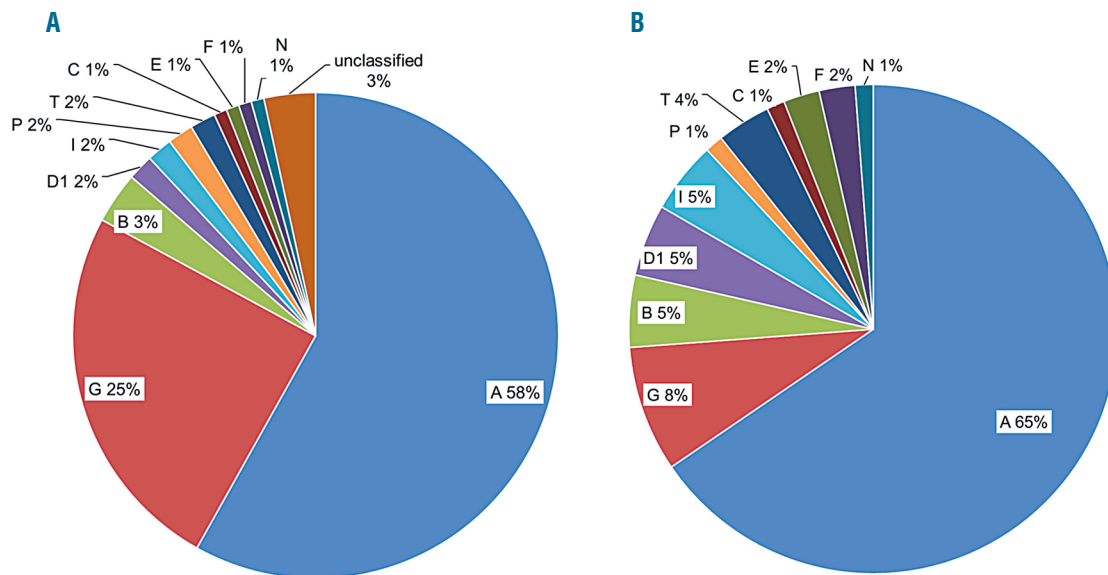 A
N
1%
F 1%
E 1%
C 1%
T 2%
P 2%
I 2%
D1 2%
B 3%
G 25%
A 58%
unclassified
3%
B
N 1%
F 2%
E 2%
C 1%
T 4%
P 1%
I 5%
D1 5%
B 5%
G 8%
A 65%